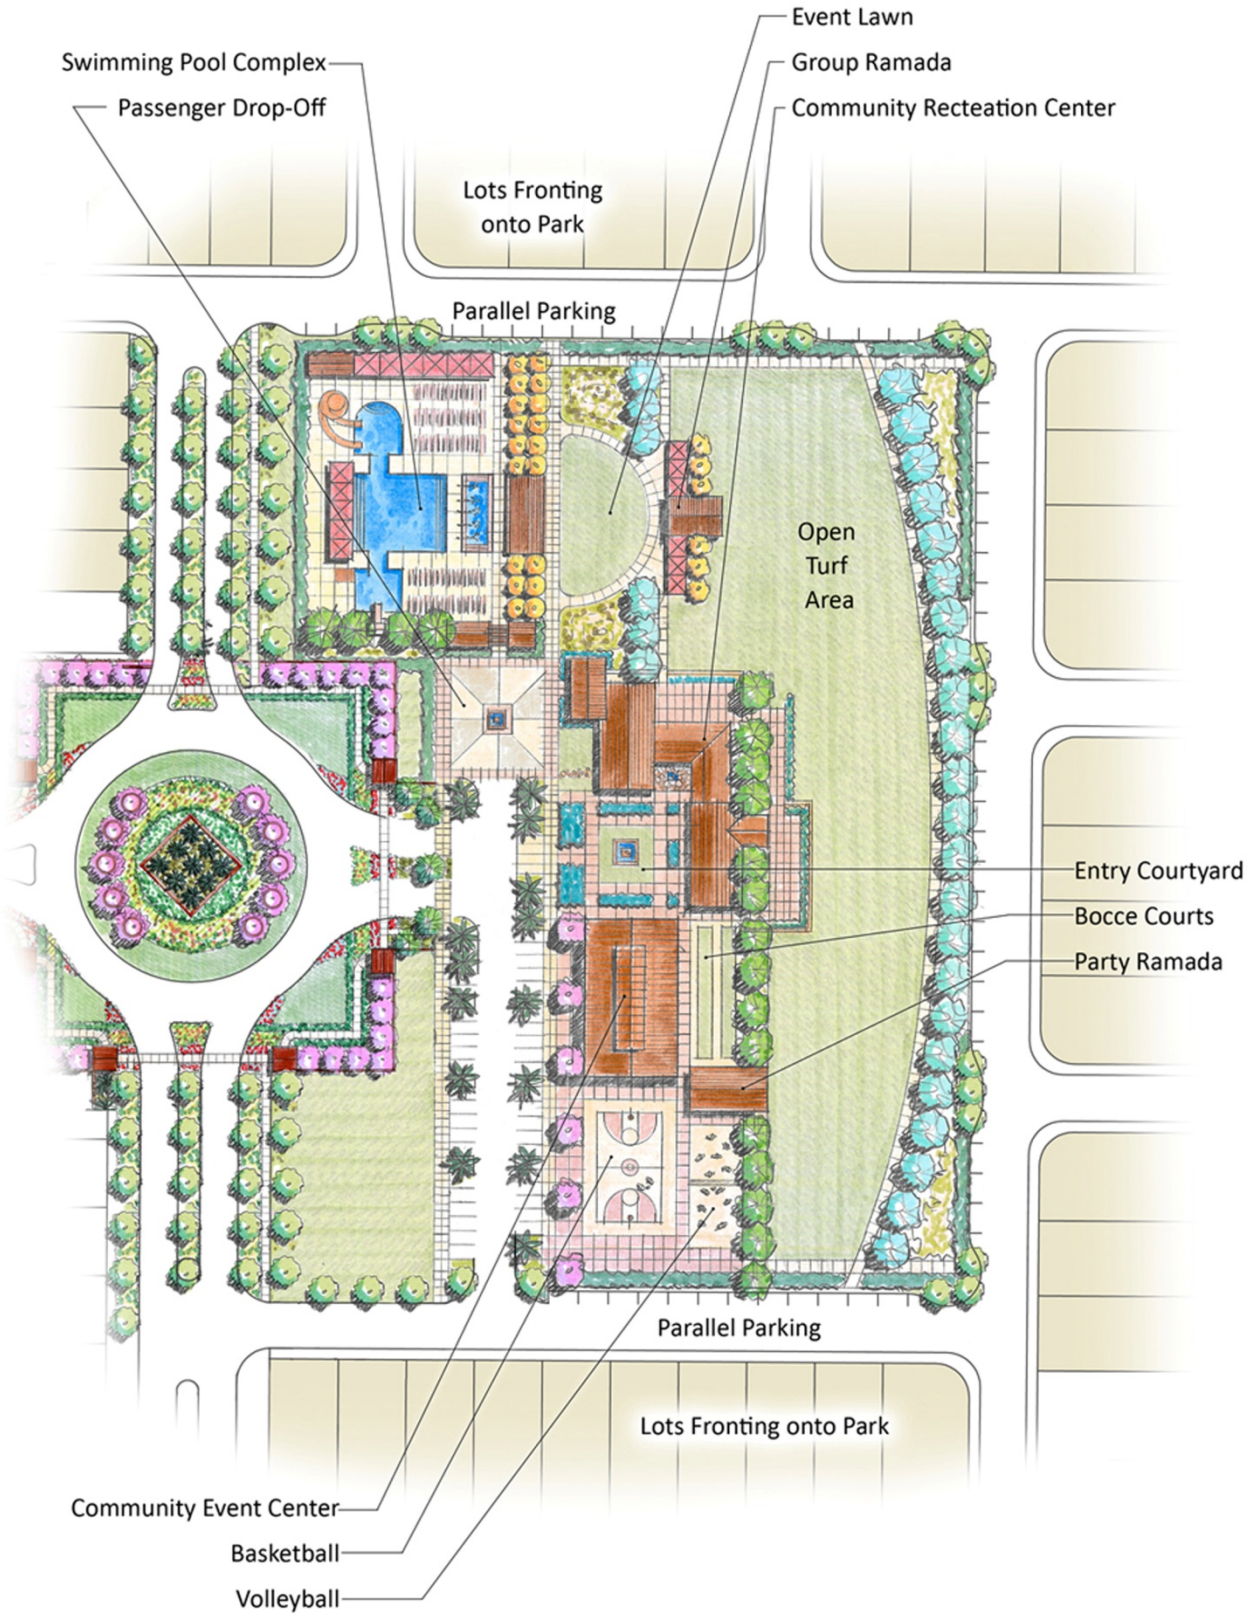 Event Lawn
Swimming Pool Complex
Group Ramada
Passenger Drop-Off
Community Recteation Center
Lots Fronting
onto Park
Parallel Parking
Open
Turf
Area
Entry Courtyard
Bocce Courts
Party Ramada
Parallel Parking
Lots Fronting onto Park
Community Event Center
Basketball
Volleyball